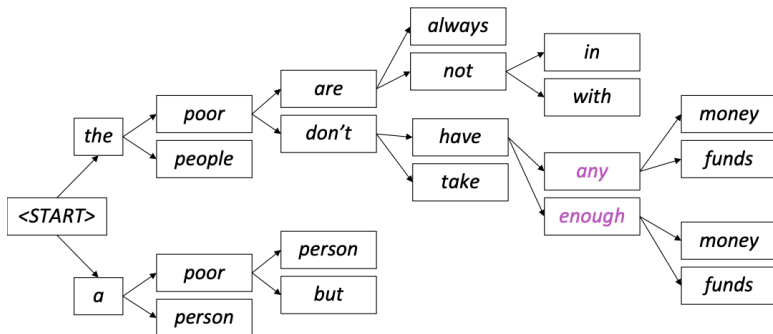 always
in
are
not
poor
with
the
money
don't
have
people
any
funds
take
<START>
enough
person
money
poor
a
but
funds
person